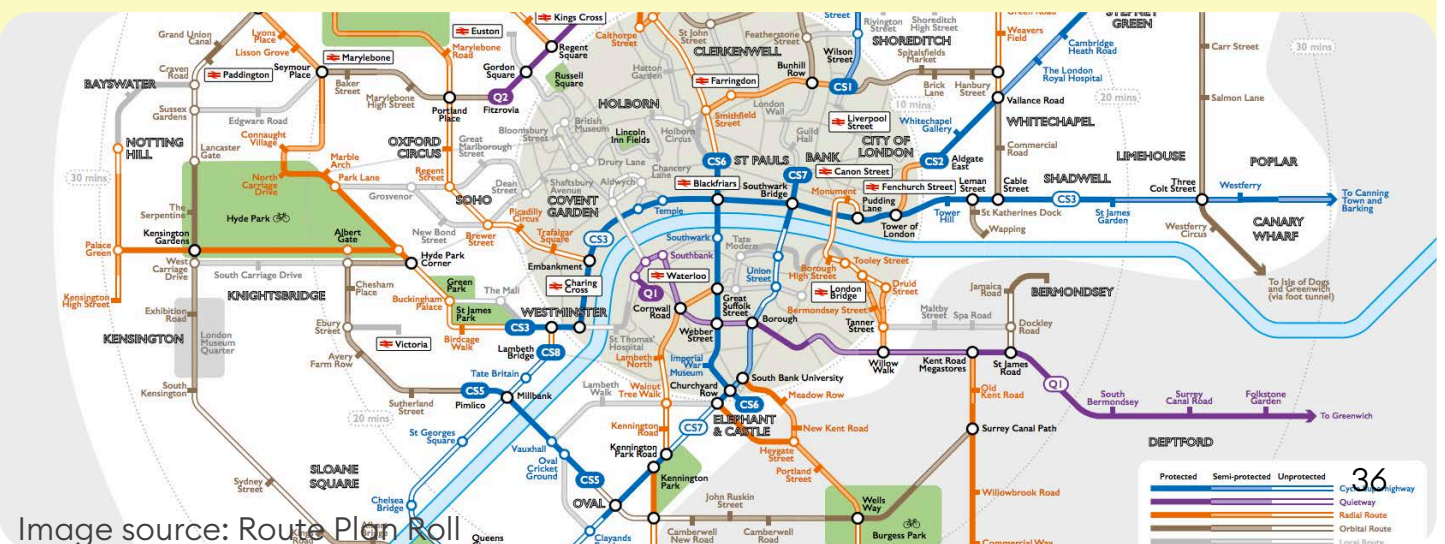 Grand Union
Canal
Lyons
Place
Lisson Grove
Craven
Road
Paddington
Seymour
Place
Marylebone
Marylebone
Road
Euston
Kings Cross
Regent
Square
Gordon
Square
Russell
Square
Calthorpe
Street
St John
Street
CLERKENWELL
Featherstone
Street
Bunhill
Row
Wilson
Street
Street
CS1
Rivington
Street
Shoreditch
High Street
SHOREDITCH
Spitalsfields
Market
Brick
Lane
Hanbury
Street
Green Road
Weavers
Field
STEPNEY
GREEN
Cambridge
Heath Road
The London
Royal Hospital
Carr Street
30 mins
BAYSWATER
Baker
Street
Marylebone
High Street
Portland
Place
Q2
Fitzrovia
Hatton
Garden
Farringdon
HOLBORN
Smithfield
Street
London
Wall
Liverpool
Street
10 mins
20 mins
Vallance Road
Salmon Lane
Sussex
Gardens
Edgware Road
Connaught
Village
NOTTING
HILL
Lancaster
Gate
Marble
Arch
Park Lane
North
Carriage
Drive
OXFORD
CIRCUS
Great
Marlborough
Street
Bloomsbury
Street
British
Museum
Lincoln
Inn Fields
Holborn
Circus
Guild
Hall
Whitechapel
Gallery
WHITECHAPEL
CITY OF
LONDON
CS2
Aldgate
East
Commercial
Road
LIMEHOUSE
POPLAR
30 mins
Regent
Street
Grosvenor
SOHO
Dean
Street
Drury Lane
Shaftsbury
Avenue
Aldwych
Chancery
Lane
COVENT
GARDEN
CS6
ST PAULS
BANK
CS7
Canon Street
Blackfriars
Southwark
Bridge
Monument
Fenchurch Street
Pudding
Lane
Leman
Street
Cable
Street
SHADWELL
Three
Colt Street
Westferry
To Canning
Town and
Barking
The
Serpentine
Hyde Park
Kensington
Gardens
Palace
Green
Albert
Gate
New Bond
Street
Brewer
Street
Picadilly
Circus
Trafalgar
Square
CS3
Temple
Southwark
Tate
Modern
Tower of
London
Tower
Hill
St Katherines Dock
Wapping
CS3
St James
Garden
Westferry
Circus
CANARY
WHARF
West
Carriage
Drive
South Carriage Drive
Hyde Park
Corner
Embankment
Southbank
Waterloo
Union
Street
Borough
High Street
Tooley Street
Kensington
High Street
KNIGHTSBRIDGE
Chesham
Place
Green
Park
The Mall
Buckingham
Palace
St James
Park
Charing
Cross
Q1
Great
Suffolk
Street
London
Bridge
Druid
Street
Bermondsey Street
Jamaica
Road
BERMONDSEY
To Isle of Dogs
and Greenwich
(via foot tunnel)
Exhibition
Road
KENSINGTON
London
Museum
Quarter
Ebury
Street
Victoria
Birdcage
Walk
CS3
WESTMINSTER
Cornwall
Road
Webber
Street
Borough
Tanner
Street
Maltby
Street
Spa Road
Dockley
Road
Avery
Farm Row
Lambeth
Bridge
CS8
St Thomas'
Hospital
Lambeth
North
Imperial
War
Museum
Willow
Walk
Kent Road
Megastores
St James
Road
South
Kensington
Tate Britain
CS5
Pimlico
Millbank
Lambeth
Walk
Walnut
Tree Walk
Churchyard
Row
South Bank University
CS6
Meadow Row
Old
Kent Road
Q1
South
Bermondsey
Surrey
Canal Road
Folkstone
Garden
To Greenwich
Sutherland
Street
20 mins
St Georges
Square
Vauxhall
Oval
Cricket
Ground
Kennington
Road
CS7
ELEPHANT
& CASTLE
New Kent Road
Surrey Canal Path
DEPTFORD
Kennington
Park Road
Heygate
Street
Portland
Street
SLOANE
SQUARE
Sydney
Street
CS5
OVAL
Kennington
Park
Wells
Way
Willowbrook Road
Chelsea
Bridge
John Ruskin
Street
Burgess Park
Queens
Clayands
Camberwell
New Road
Camberwell
Road
Commercial Way
Protected
Semi-protected
Unprotected
36
Quietway
Radial Route
Orbital Route
Local Route
Image source: Route Plan Roll